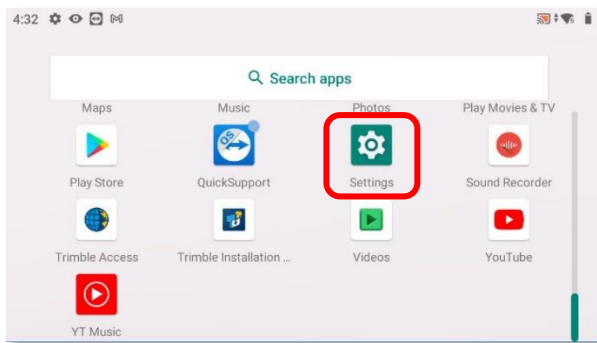 4:32
Search apps
Maps Music Photos Play Movies & TV
QS
Play Store QuickSupport Settings Sound Recorder
Trimble Access Trimble Installation ... Videos YouTube
YT Music